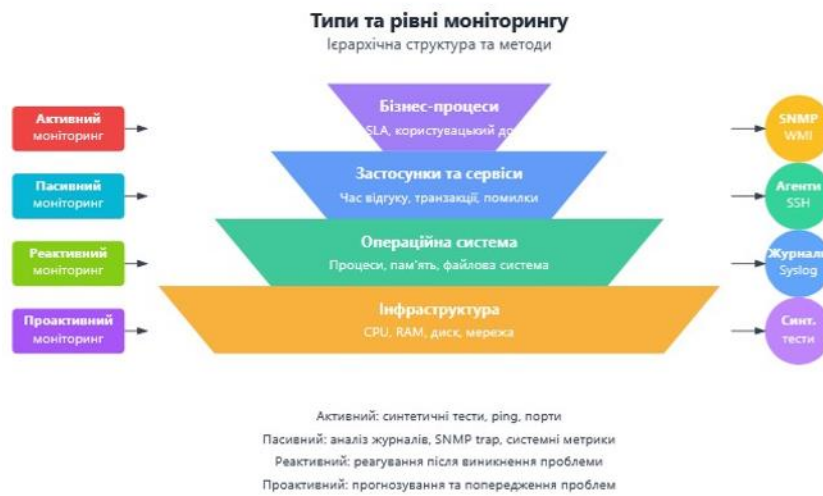 Типи та рівні моніторингу
Ієрархічна структура та методи
Активний
моніторинг
Пасивний
моніторинг
Реактивний
моніторинг
Проактивний
моніторинг
Бізнес-процеси
SLA, користувацький до
Застосунки та сервіси
Час відгуку, транзакції, помилки
Операційна система
Процеси, пам'ять, файлова система
Інфраструктура
CPU, RAM, диск, мережа
SNMP
WMI
Агенти
SSH
Журнал
Syslog
Синт.
тести
Активний: синтетичні тести, ping, порти
Пасивний: аналіз журналів, SNMP trap, системні метрики
Реактивний: реагування після виникнення проблеми
Проактивний: прогнозування та попередження проблем